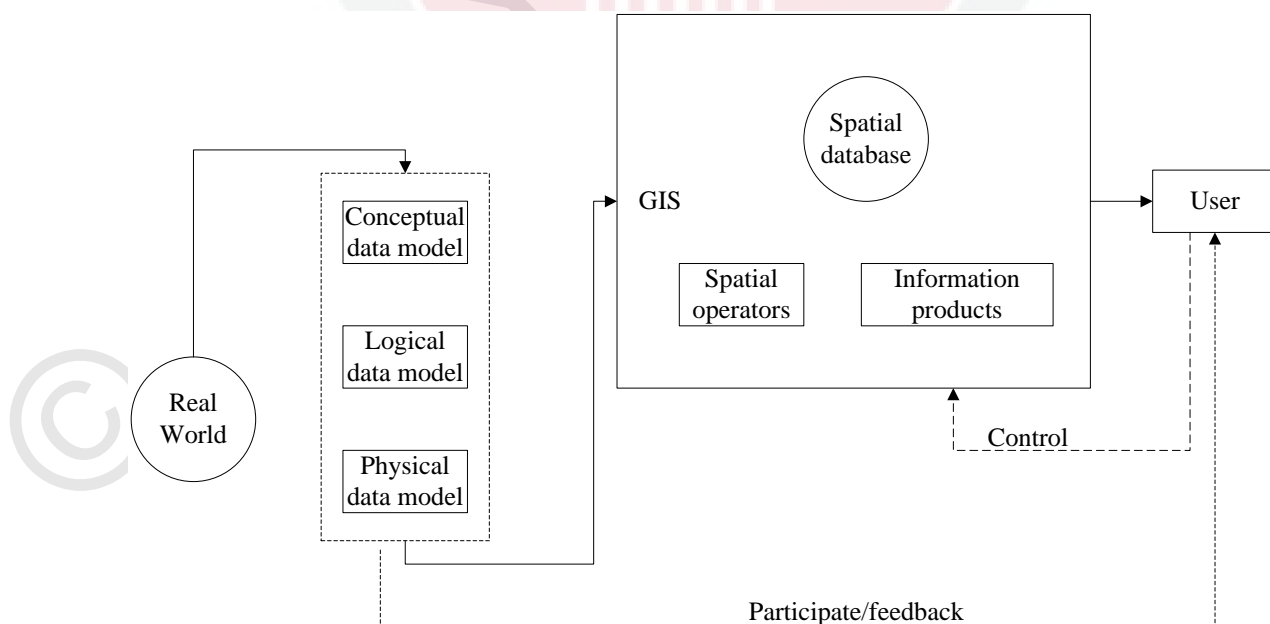 Spatial
database
Conceptual
data model
GIS
User
Spatial
operators
Information
products
Logical
data model
Real
World
Control
Physical
data model
Participate/feedback